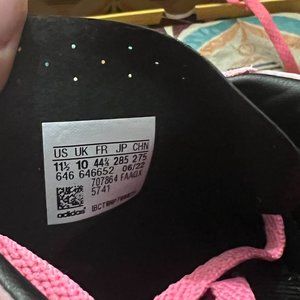 US UK FR JP CHN
11½ 10 44⅔ 285 275
646 646652 06/22
707864 FAAQX
5741
adidas